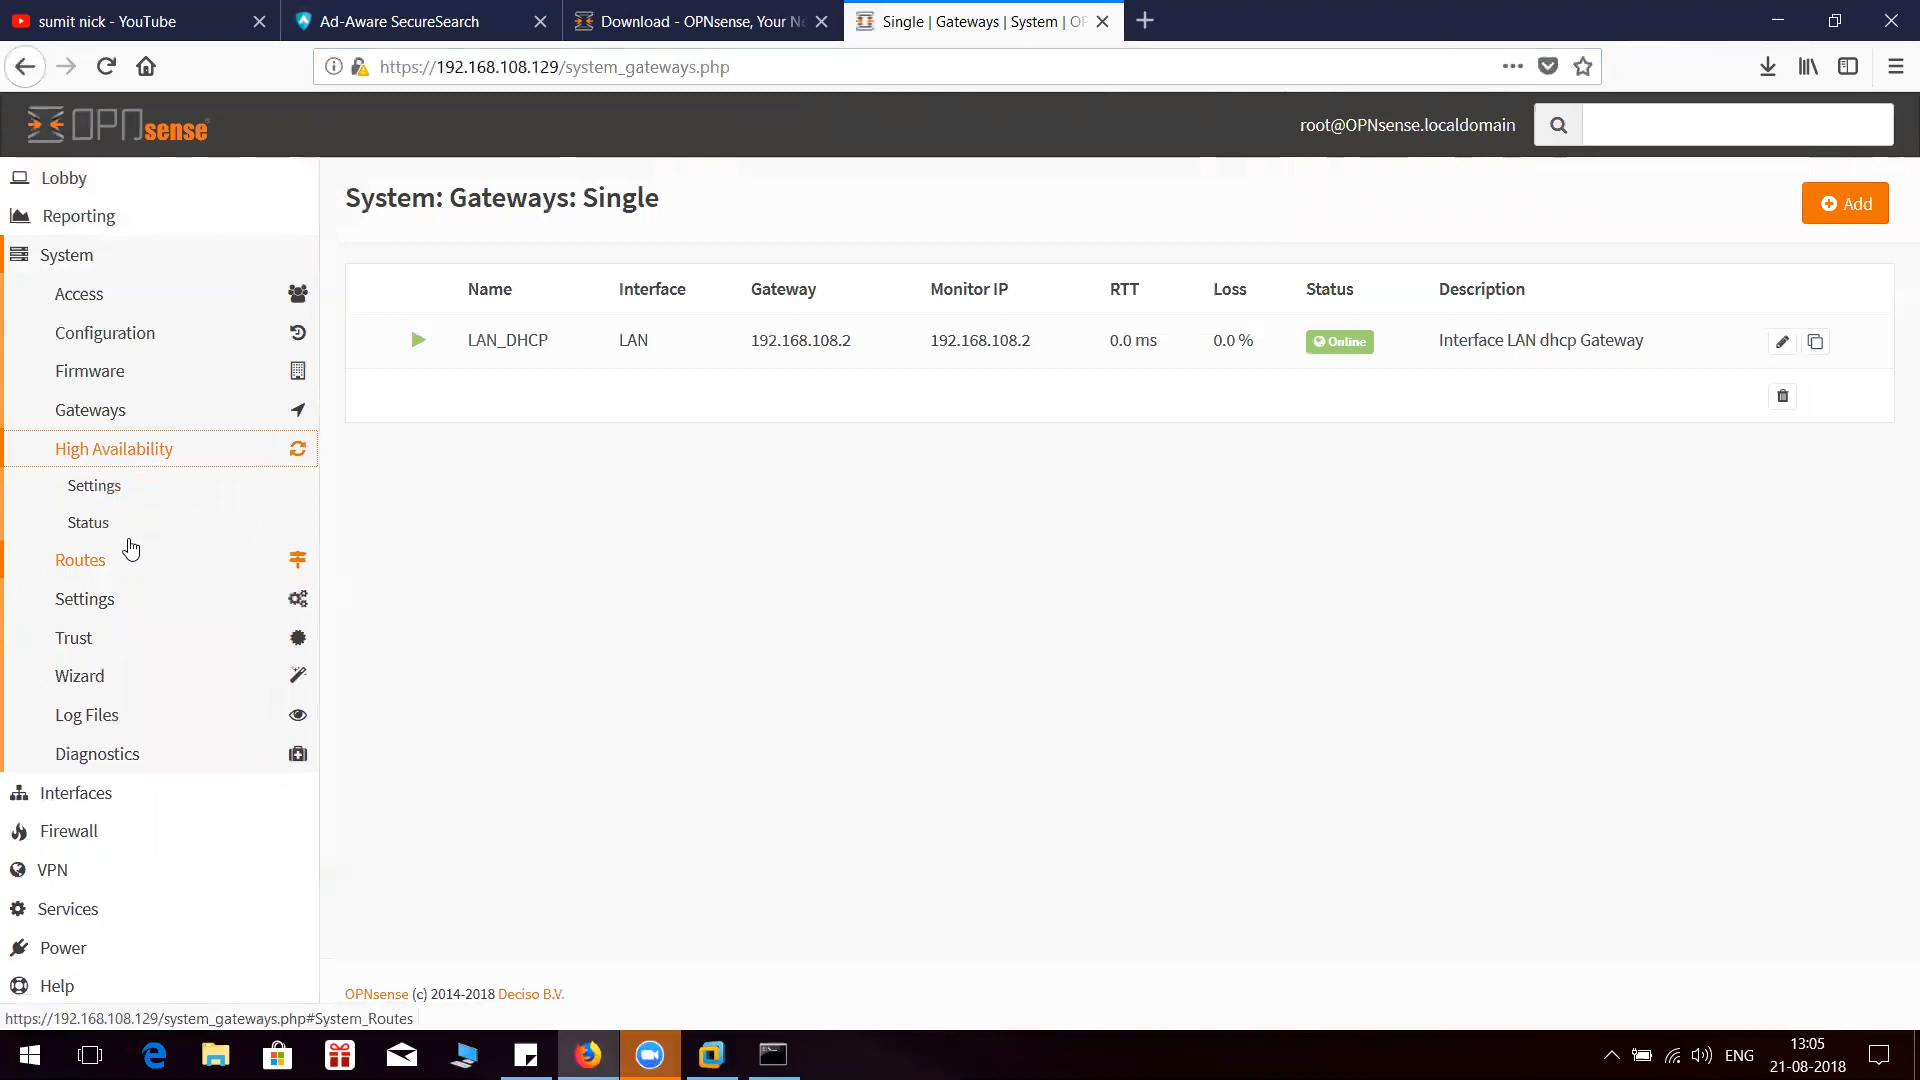 sumit nick - YouTube
Ad-Aware SecureSearch
Download - OPNsense, Your N
Single | Gateways | System | OP
https://192.168.108.129/system_gateways.php
OPNsense
root@OPNsense.localdomain
Lobby
Reporting
System
Access
Configuration
Firmware
Gateways
High Availability
Settings
Status
Routes
Settings
Trust
Wizard
Log Files
Diagnostics
Interfaces
Firewall
VPN
Services
Power
Help
System: Gateways: Single
Add
Name Interface Gateway Monitor IP RTT Loss Status Description
LAN_DHCP LAN 192.168.108.2 192.168.108.2 0.0 ms 0.0 % Online Interface LAN dhcp Gateway
OPNsense (c) 2014-2018 Deciso B.V.
https://192.168.108.129/system_gateways.php#System_Routes
ENG
13:05
21-08-2018